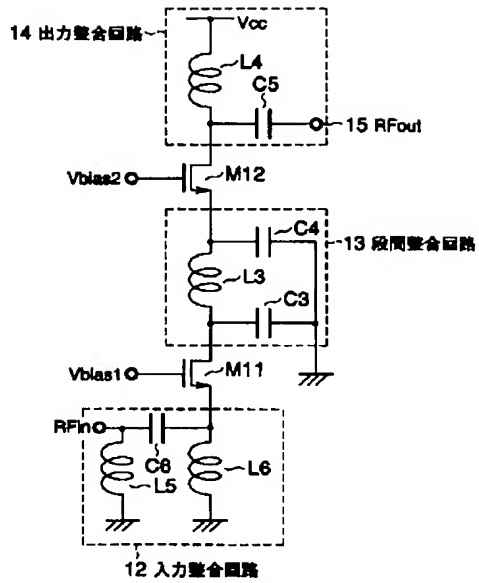 14 出力整合回路
Vcc
L4
C5
15 RFout
Vbias2
M12
C4
13 段間整合回路
L3
C3
Vbias1
M11
RFin
C6
L6
L5
12 入力整合回路